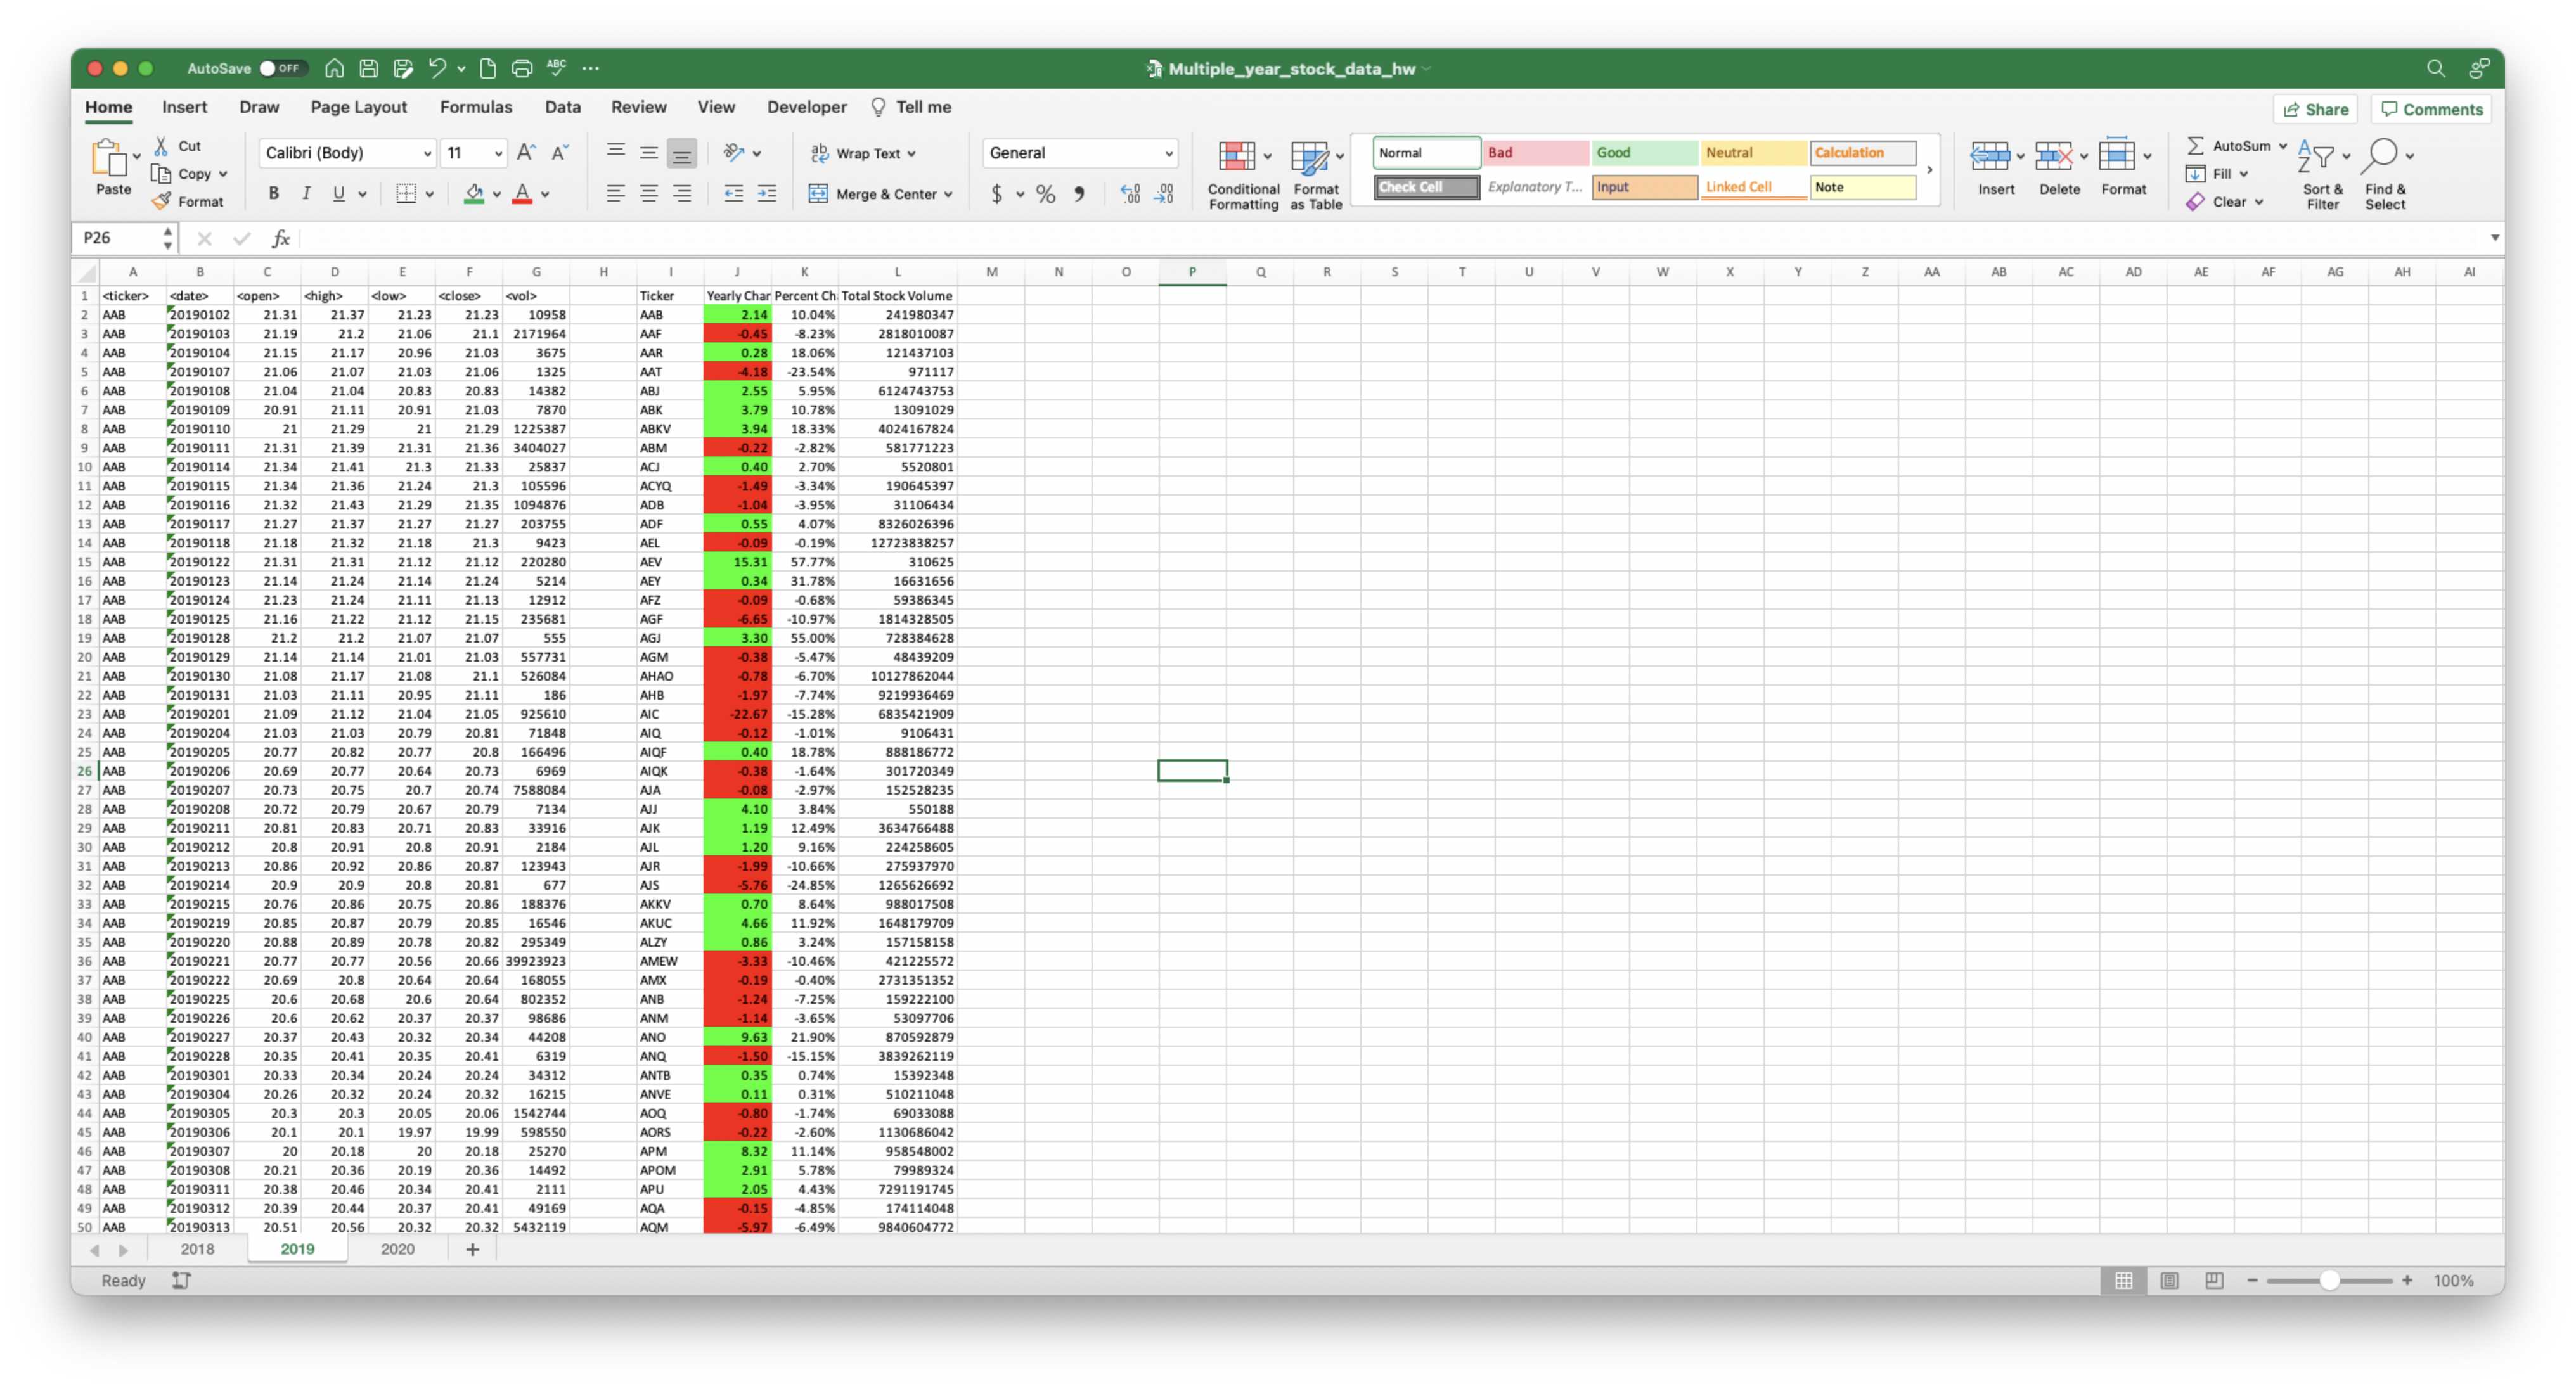 AutoSave OFF ABC ... Multiple_year_stock_data_hw
Home Insert Draw Page Layout Formulas Data Review View Developer Tell me Share Comments
Paste Cut Copy Format
Calibri (Body) 11 A A
B I U A
ab Wrap Text
Merge & Center
General
$ % 9 .00 .00
Conditional Formatting
Format as Table
Normal Bad Good Neutral Calculation
Check Cell Explanatory T... Input Linked Cell Note
Insert Delete Format
AutoSum
Fill
Clear
Sort & Filter
Find & Select
P26 fx
A B C D E F G H I J K L M N O P Q R S T U V W X Y Z AA AB AC AD AE AF AG AH AI
1 <ticker> <date> <open> <high> <low> <close> <vol> Ticker Yearly Char Percent Ch Total Stock Volume
2 AAB 20190102 21.31 21.37 21.23 21.23 10958 AAB 2.14 10.04% 241980347
3 AAB 20190103 21.19 21.2 21.06 21.1 2171964 AAF -0.45 -8.23% 2818010087
4 AAB 20190104 21.15 21.17 20.96 21.03 3675 AAR 0.28 18.06% 121437103
5 AAB 20190107 21.06 21.07 21.03 21.06 1325 AAT -4.18 -23.54% 971117
6 AAB 20190108 21.04 21.04 20.83 20.83 14382 ABJ 2.55 5.95% 6124743753
7 AAB 20190109 20.91 21.11 20.91 21.03 7870 ABK 3.79 10.78% 13091029
8 AAB 20190110 21 21.29 21 21.29 1225387 ABKV 3.94 18.33% 4024167824
9 AAB 20190111 21.31 21.39 21.31 21.36 3404027 ABM -0.22 -2.82% 581771223
10 AAB 20190114 21.34 21.41 21.3 21.33 25837 ACJ 0.40 2.70% 5520801
11 AAB 20190115 21.34 21.36 21.24 21.3 105596 ACYQ -1.49 -3.34% 190645397
12 AAB 20190116 21.32 21.43 21.29 21.35 1094876 ADB -1.04 -3.95% 31106434
13 AAB 20190117 21.27 21.37 21.27 21.27 203755 ADF 0.55 4.07% 8326026396
14 AAB 20190118 21.18 21.32 21.18 21.3 9423 AEL -0.09 -0.19% 12723838257
15 AAB 20190122 21.31 21.31 21.12 21.12 220280 AEV 15.31 57.77% 310625
16 AAB 20190123 21.14 21.24 21.14 21.24 5214 AEY 0.34 31.78% 16631656
17 AAB 20190124 21.23 21.24 21.11 21.13 12912 AFZ -0.09 -0.68% 59386345
18 AAB 20190125 21.16 21.22 21.12 21.15 235681 AGF -6.65 -10.97% 1814328505
19 AAB 20190128 21.2 21.2 21.07 21.07 555 AGJ 3.30 55.00% 728384628
20 AAB 20190129 21.14 21.14 21.01 21.03 557731 AGM -0.38 -5.47% 48439209
21 AAB 20190130 21.08 21.17 21.08 21.1 526084 AHAO -0.78 -6.70% 10127862044
22 AAB 20190131 21.03 21.11 20.95 21.11 186 AHB -1.97 -7.74% 9219936469
23 AAB 20190201 21.09 21.12 21.04 21.05 925610 AIC -22.67 -15.28% 6835421909
24 AAB 20190204 21.03 21.03 20.79 20.81 71848 AIQ -0.12 -1.01% 9106431
25 AAB 20190205 20.77 20.82 20.77 20.8 166496 AIQF 0.40 18.78% 888186772
26 AAB 20190206 20.69 20.77 20.64 20.73 6969 AIQK -0.38 -1.64% 301720349
27 AAB 20190207 20.73 20.75 20.7 20.74 7588084 AJA -0.08 -2.97% 152528235
28 AAB 20190208 20.72 20.79 20.67 20.79 7134 AJJ 4.10 3.84% 550188
29 AAB 20190211 20.81 20.83 20.71 20.83 33916 AJK 1.19 12.49% 3634766488
30 AAB 20190212 20.8 20.91 20.8 20.91 2184 AJL 1.20 9.16% 224258605
31 AAB 20190213 20.86 20.92 20.86 20.87 123943 AJR -1.99 -10.66% 275937970
32 AAB 20190214 20.9 20.9 20.8 20.81 677 AJS -5.76 -24.85% 1265626692
33 AAB 20190215 20.76 20.86 20.75 20.86 188376 AKKV 0.70 8.64% 988017508
34 AAB 20190219 20.85 20.87 20.79 20.85 16546 AKUC 4.66 11.92% 1648179709
35 AAB 20190220 20.88 20.89 20.78 20.82 295349 ALZY 0.86 3.24% 157158158
36 AAB 20190221 20.77 20.77 20.56 20.66 39923923 AMEW -3.33 -10.46% 421225572
37 AAB 20190222 20.69 20.8 20.64 20.64 168055 AMX -0.19 -0.40% 2731351352
38 AAB 20190225 20.6 20.68 20.6 20.64 802352 ANB -1.24 -7.25% 159222100
39 AAB 20190226 20.6 20.62 20.37 20.37 98686 ANM -1.14 -3.65% 53097706
40 AAB 20190227 20.37 20.43 20.32 20.34 44208 ANO 9.63 21.90% 870592879
41 AAB 20190228 20.35 20.41 20.35 20.41 6319 ANQ -1.50 -15.15% 3839262119
42 AAB 20190301 20.33 20.34 20.24 20.24 34312 ANTB 0.35 0.74% 15392348
43 AAB 20190304 20.26 20.32 20.24 20.32 16215 ANVE 0.11 0.31% 510211048
44 AAB 20190305 20.3 20.3 20.05 20.06 1542744 AOQ -0.80 -1.74% 69033088
45 AAB 20190306 20.1 20.1 19.97 19.99 598550 AORS -0.22 -2.60% 1130686042
46 AAB 20190307 20 20.18 20 20.18 25270 APM 8.32 11.14% 958548002
47 AAB 20190308 20.21 20.36 20.19 20.36 14492 APOM 2.91 5.78% 79989324
48 AAB 20190311 20.38 20.46 20.34 20.41 2111 APU 2.05 4.43% 7291191745
49 AAB 20190312 20.39 20.44 20.37 20.41 49169 AQA -0.15 -4.85% 174114048
50 AAB 20190313 20.51 20.56 20.32 20.32 5432119 AQM -5.97 -6.49% 9840604772
2018 2019 2020 +
Ready 100%